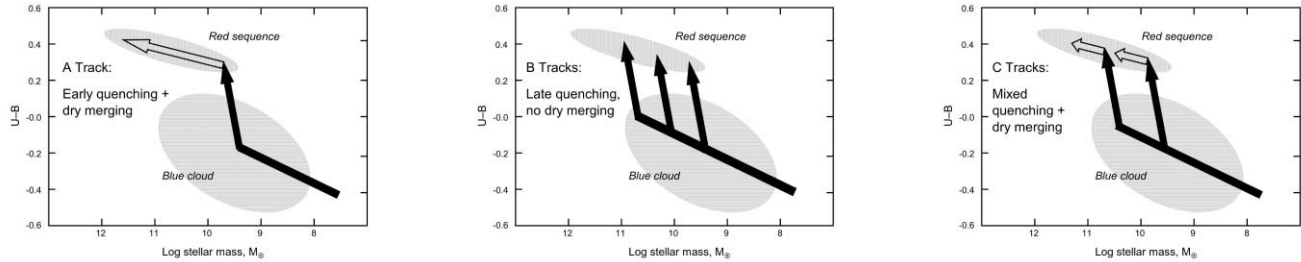 0.6
0.4
0.2
-0.0
-0.2
-0.4
-0.6
U–B
Red sequence
A Track:
Early quenching +
dry merging
Blue cloud
12
11
10
9
8
Log stellar mass, M⊙
0.6
0.4
0.2
-0.0
-0.2
-0.4
-0.6
U–B
Red sequence
B Tracks:
Late quenching,
no dry merging
Blue cloud
12
11
10
9
8
Log stellar mass, M⊙
0.6
0.4
0.2
-0.0
-0.2
-0.4
-0.6
U–B
Red sequence
C Tracks:
Mixed
quenching +
dry merging
Blue cloud
12
11
10
9
8
Log stellar mass, M⊙